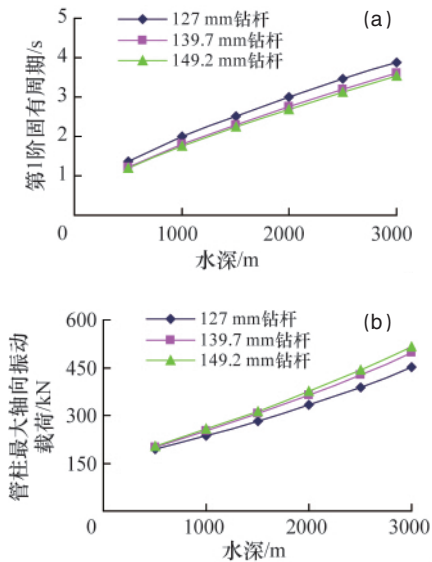 (a)
127 mm钻杆
139.7 mm钻杆
149.2 mm钻杆
第1阶固有周期/s
5
4
3
2
1
0
1000
2000
3000
水深/m
(b)
127 mm钻杆
139.7 mm钻杆
149.2 mm钻杆
管柱最大轴向振动
载荷/kN
600
450
300
150
0
1000
2000
3000
水深/m